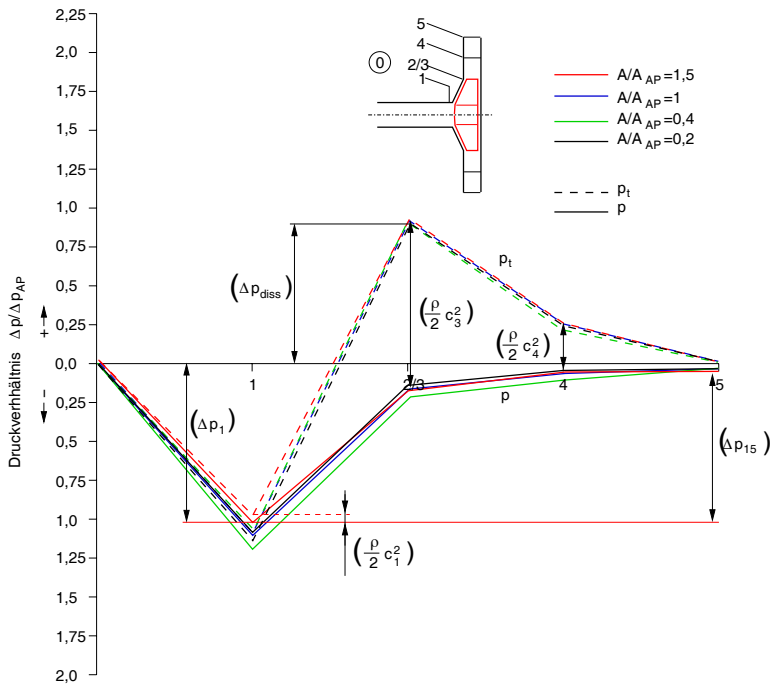 2,25
2,0
1,75
1,5
1,25
1,0
0,75
0,5
0,25
0,0
0,25
0,5
0,75
1,0
1,25
1,5
1,75
2,0
Druckverhhältnis Δp/Δp_AP
+
−
5
4
2/3
1
0
A/A_AP=1,5
A/A_AP=1
A/A_AP=0,4
A/A_AP=0,2
p_t
p
p_t
(Δp_diss)
(ρ/2 c_3^2)
(ρ/2 c_4^2)
1
2/3
4
5
p
(Δp_1)
(Δp_15)
(ρ/2 c_1^2)